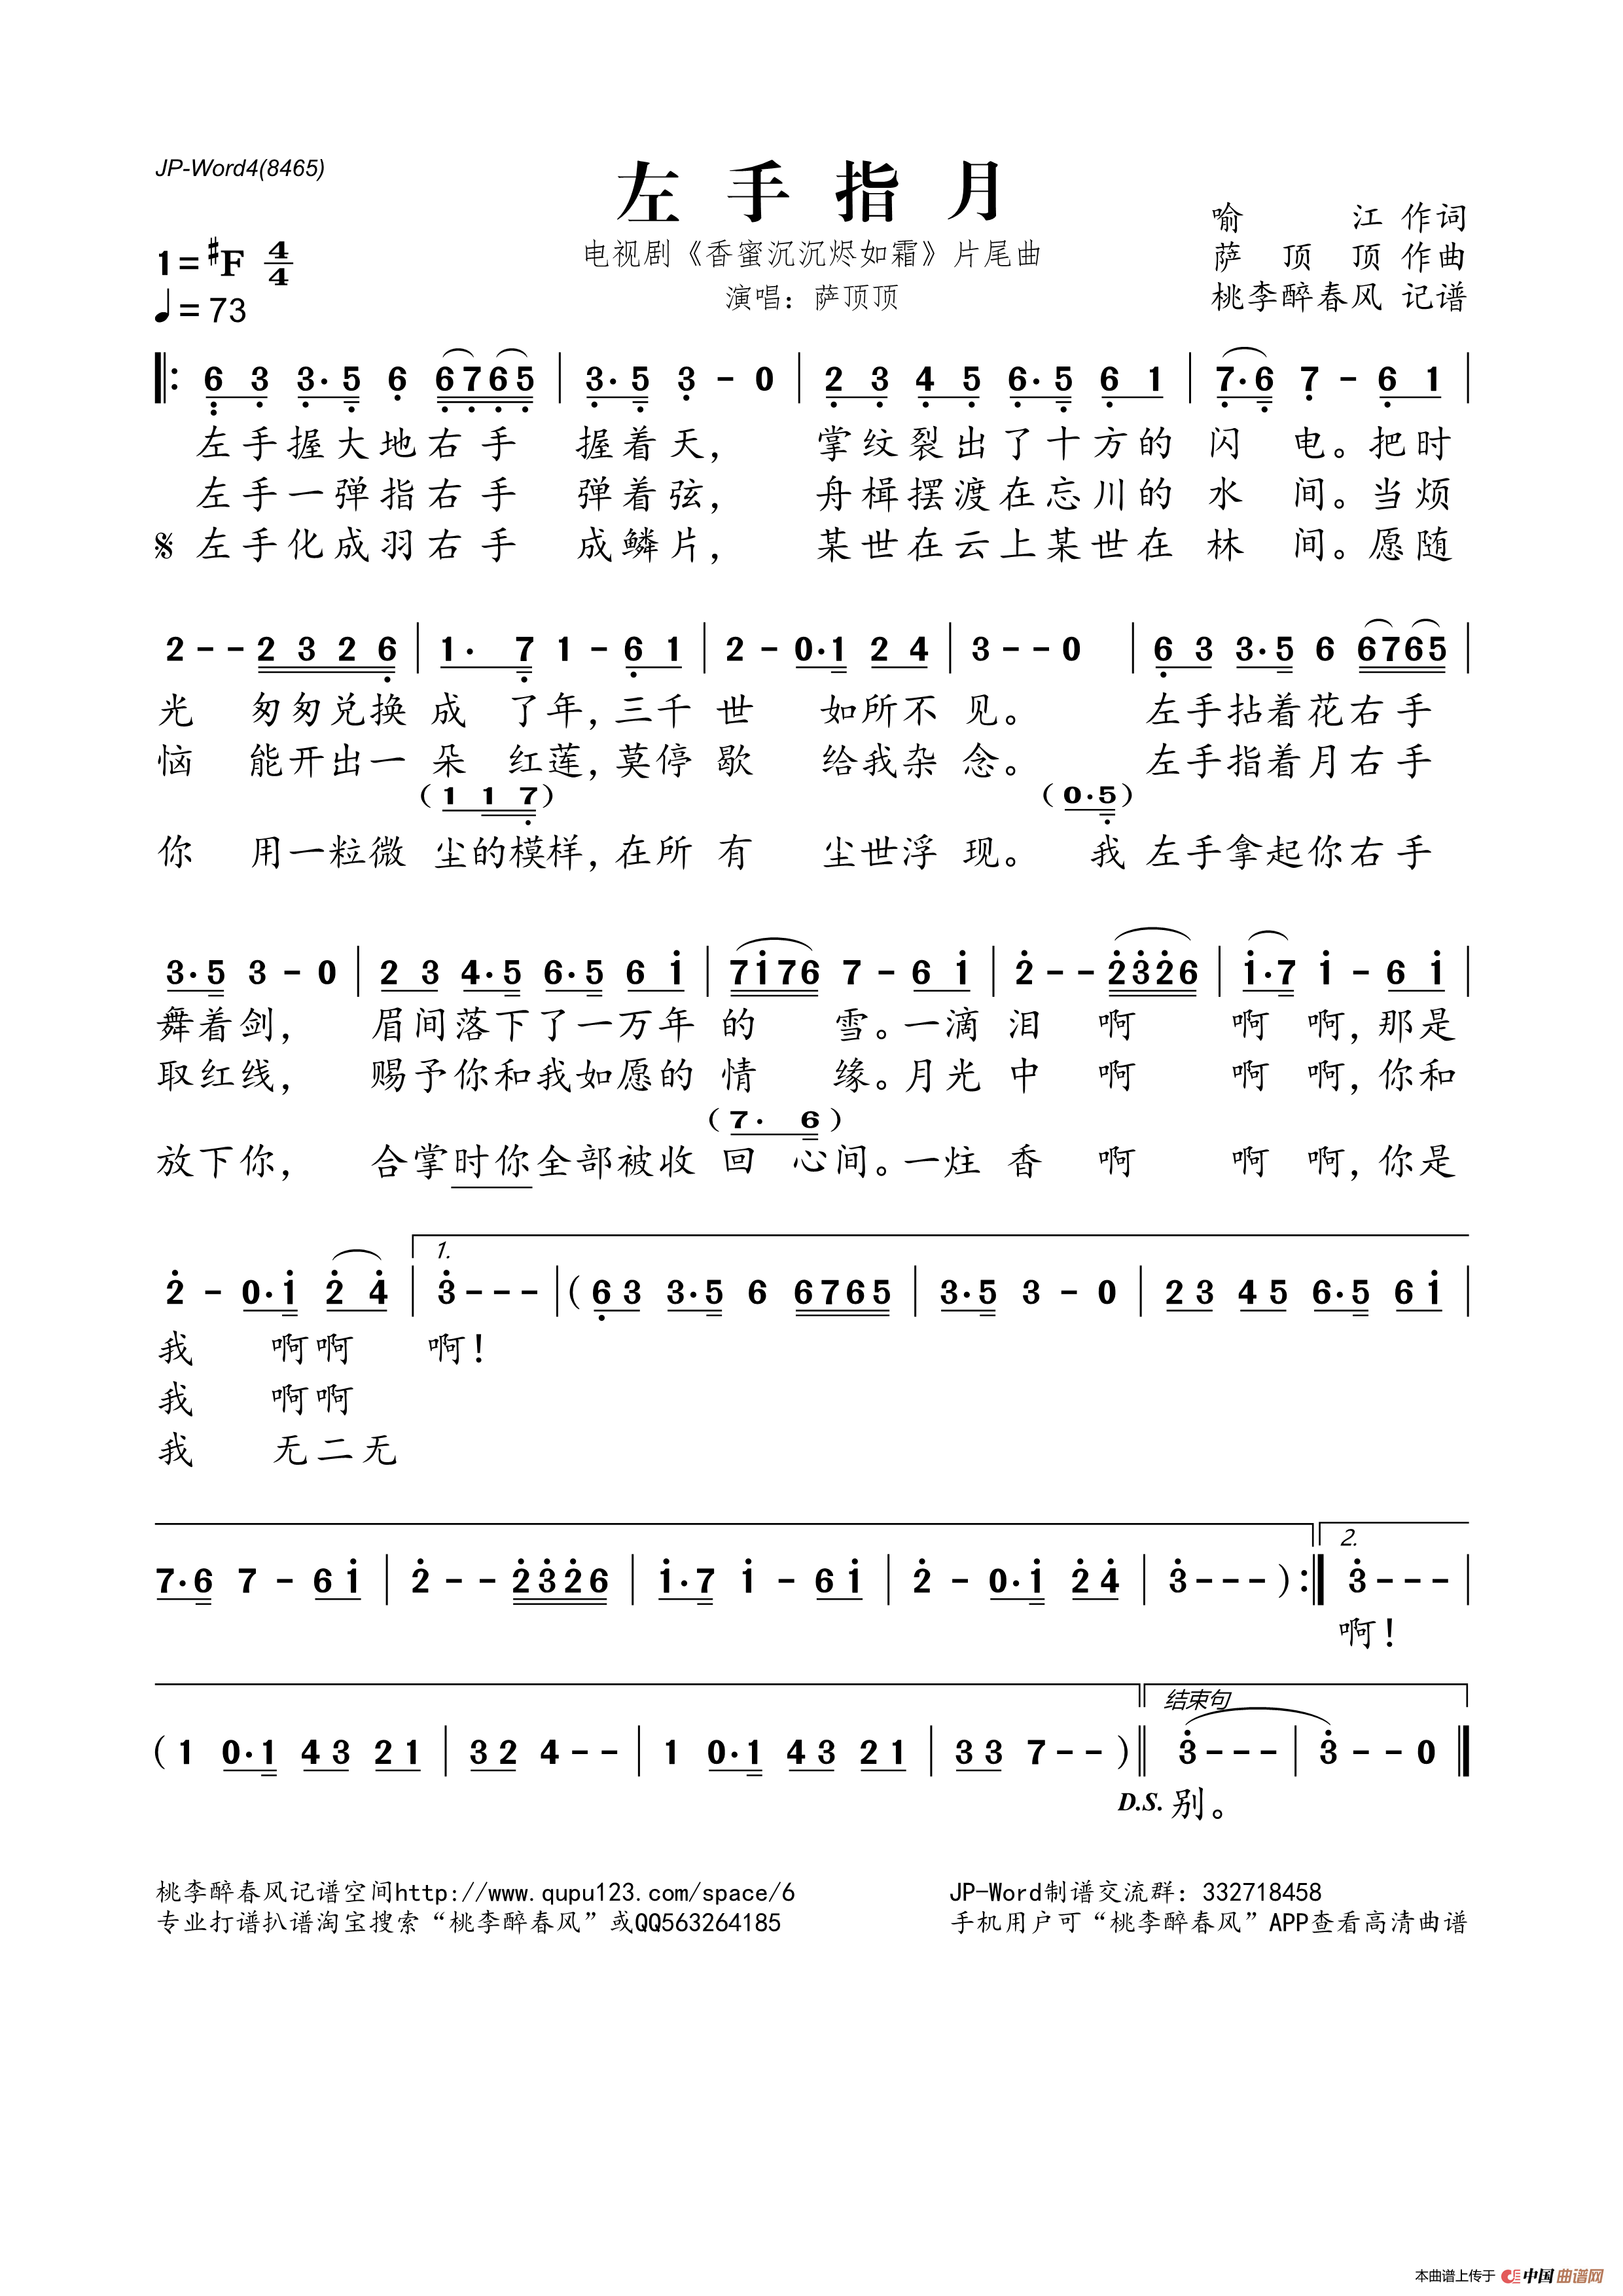 JP-Word4(8465)
左手指月
电视剧《香蜜沉沉烬如霜》片尾曲
演唱：萨顶顶
喻江 作词
萨顶顶 作曲
桃李醉春风 记谱
1=#F 4/4
♩=73
6 3 3·5 6 6765 | 3·5 3 - 0 | 2 3 4 5 6·5 6 1 | 7·6 7 - 6 1 |
左手握大地右手 握着天， 掌纹裂出了十方的 闪 电。把时
左手一弹指右手 弹着弦， 舟楫摆渡在忘川的 水 间。当烦
左手化成羽右手 成鳞片， 某世在云上某世在 林 间。愿随
2 - - 2 3 2 6 | 1· 7 1 - 6 1 | 2 - 0·1 2 4 | 3 - - 0 | 6 3 3·5 6 6765 |
光 匆匆兑换 成 了年，三千 世 如所不 见。 左手拈着花右手
恼 能开出一 朵 红莲，莫停 歇 给我杂 念。 左手指着月右手
(1 1 7) (0·5)
你 用一粒微 尘的模样，在所 有 尘世浮 现。 我 左手拿起你右手
3·5 3 - 0 | 2 3 4·5 6·5 6 1 | 7176 7 - 6 1 | 2 - - 2326 | 1·7 1 - 6 1 |
舞着剑， 眉间落下了一万年 的 雪。一滴 泪 啊 啊 啊，那是
取红线， 赐予你和我如愿的 情 缘。月光 中 啊 啊 啊，你和
(7· 6)
放下你， 合掌时你全部被收 回 心间。一炷 香 啊 啊 啊，你是
2 - 0·1 2 4 | 1. 3 - - - | (6 3 3·5 6 6765 | 3·5 3 - 0 | 23 45 6·5 61 |
我 啊啊 啊！
我 啊啊
我 无二无
7·6 7 - 61 | 2 - - 2326 | 1·7 1 - 61 | 2 - 0·1 24 | 3 - - - ) :| 2. 3 - - - |
啊！
(1 0·1 43 21 | 32 4 - - | 1 0·1 43 21 | 33 7 - - ) || 结束句 3 - - - | 3 - - 0 ||
D.S. 别。
桃李醉春风记谱空间http://www.qupu123.com/space/6
专业打谱扒谱淘宝搜索“桃李醉春风”或QQ563264185
JP-Word制谱交流群：332718458
手机用户可“桃李醉春风”APP查看高清曲谱
本曲谱上传于 中国曲谱网